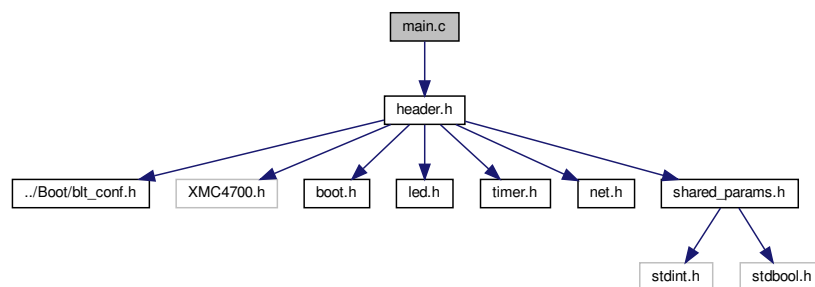 main.c
header.h
../Boot/blt_conf.h
XMC4700.h
boot.h
led.h
timer.h
net.h
shared_params.h
stdint.h
stdbool.h